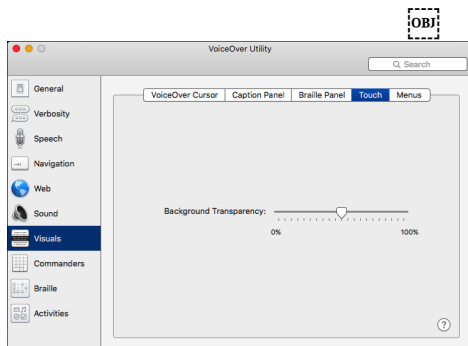 OBJ
VoiceOver Utility
Search
General
Verbosity
Speech
Navigation
Web
Sound
Visuals
Commanders
Braille
Activities
VoiceOver Cursor Caption Panel Braille Panel Touch Menus
Background Transparency:
0% 100%
?